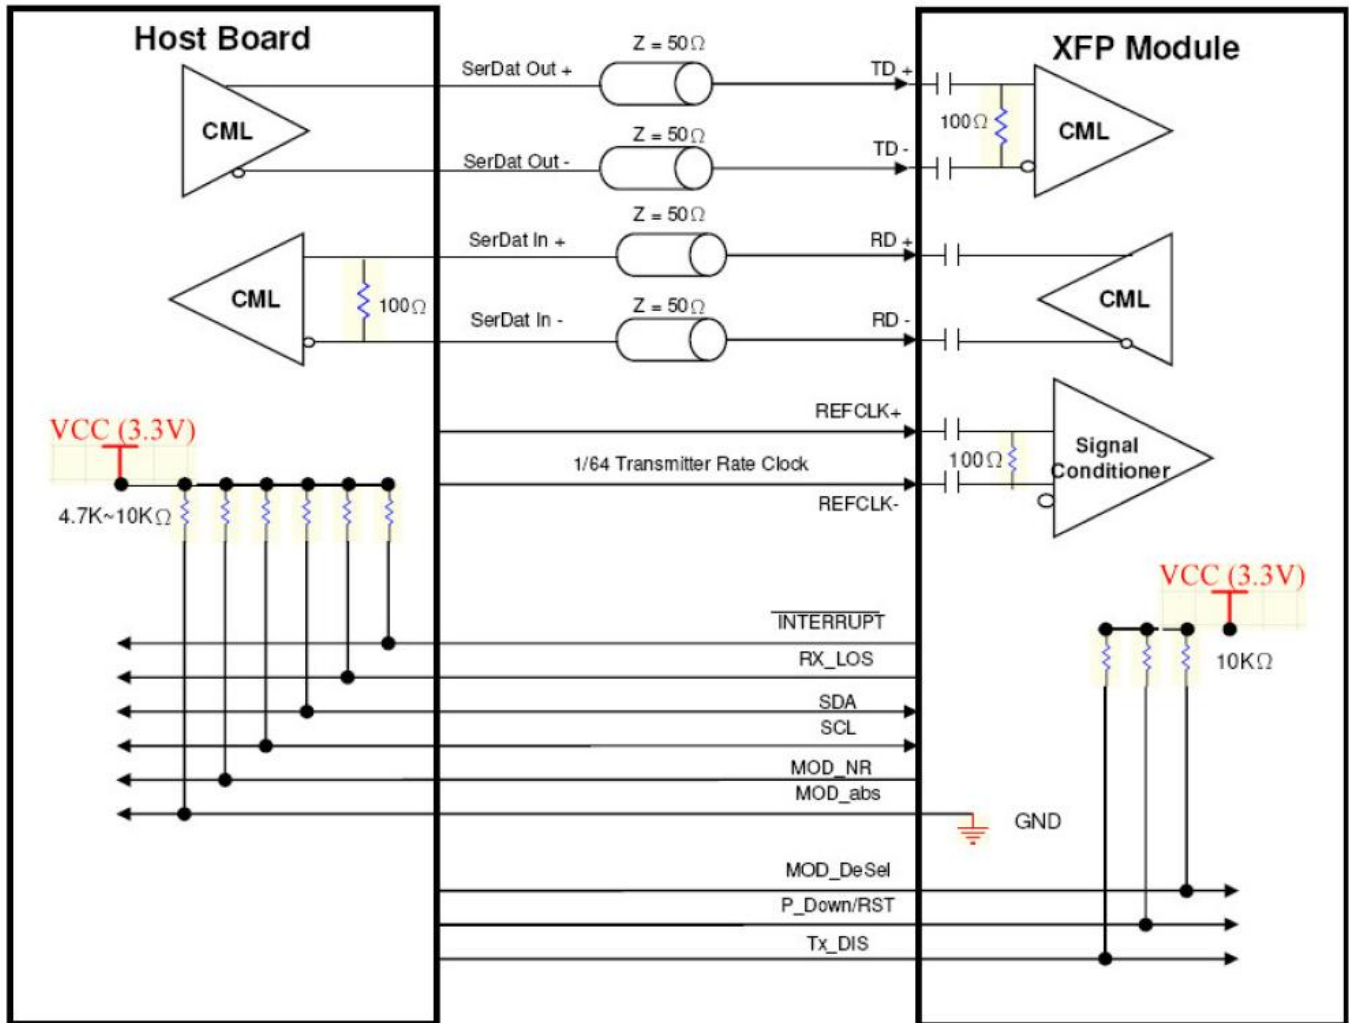 Host Board
XFP Module
Z = 50Ω
SerDat Out +
TD +
CML
100Ω
CML
Z = 50Ω
SerDat Out -
TD -
Z = 50Ω
SerDat In +
RD +
CML
100Ω
CML
Z = 50Ω
SerDat In -
RD -
VCC (3.3V)
4.7K~10KΩ
REFCLK+
1/64 Transmitter Rate Clock
REFCLK-
100Ω
Signal
Conditioner
VCC (3.3V)
10KΩ
INTERRUPT
RX_LOS
SDA
SCL
MOD_NR
MOD_abs
GND
MOD_DeSel
P_Down/RST
Tx_DIS